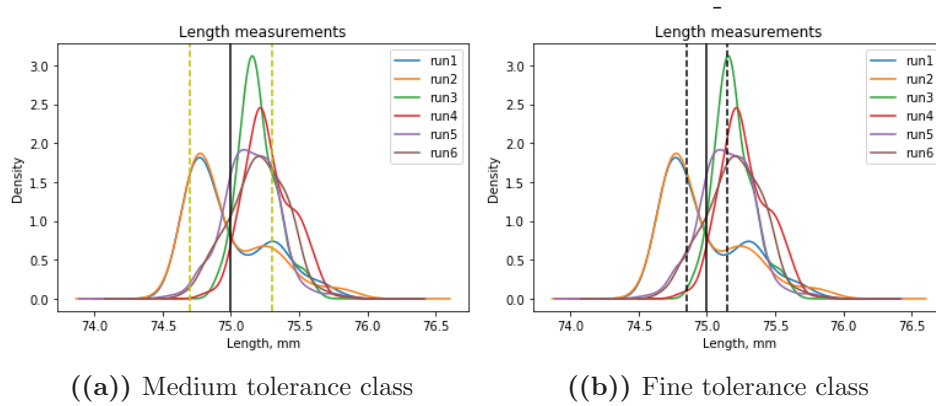 Length measurements
3.0
2.5
2.0
1.5
1.0
0.5
0.0
Density
run1
run2
run3
run4
run5
run6
74.0 74.5 75.0 75.5 76.0 76.5
Length, mm
((a)) Medium tolerance class
Length measurements
3.0
2.5
2.0
1.5
1.0
0.5
0.0
Density
run1
run2
run3
run4
run5
run6
74.0 74.5 75.0 75.5 76.0 76.5
Length, mm
((b)) Fine tolerance class